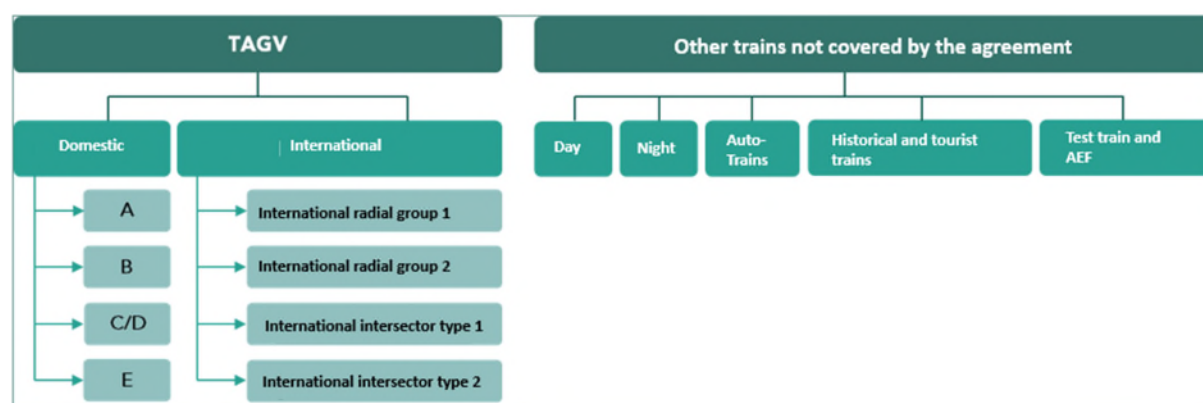 TAGV
Domestic
International
A
B
C/D
E
International radial group 1
International radial group 2
International intersector type 1
International intersector type 2
Other trains not covered by the agreement
Day
Night
Auto-
Trains
Historical and tourist
trains
Test train and
AEF